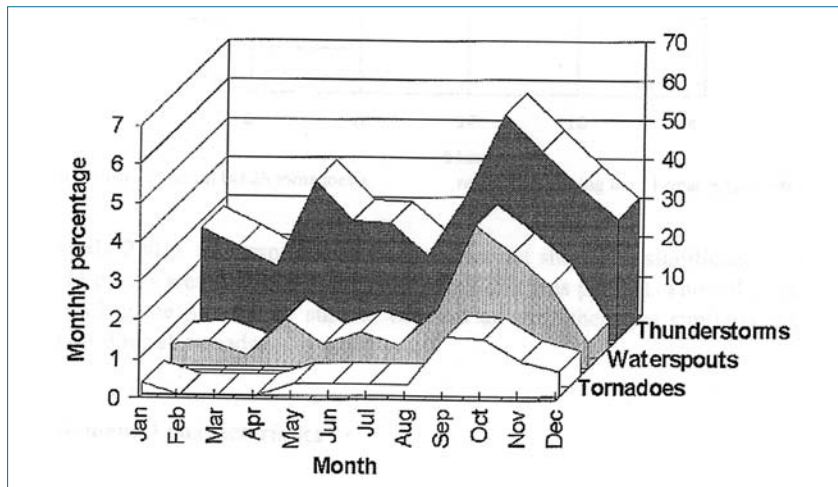 70
60
50
40
30
20
10
7
6
5
4
3
2
1
0
Monthly percentage
Thunderstorms
Waterspouts
Tornadoes
Jan
Feb
Mar
Apr
May
Jun
Jul
Aug
Sep
Oct
Nov
Dec
Month